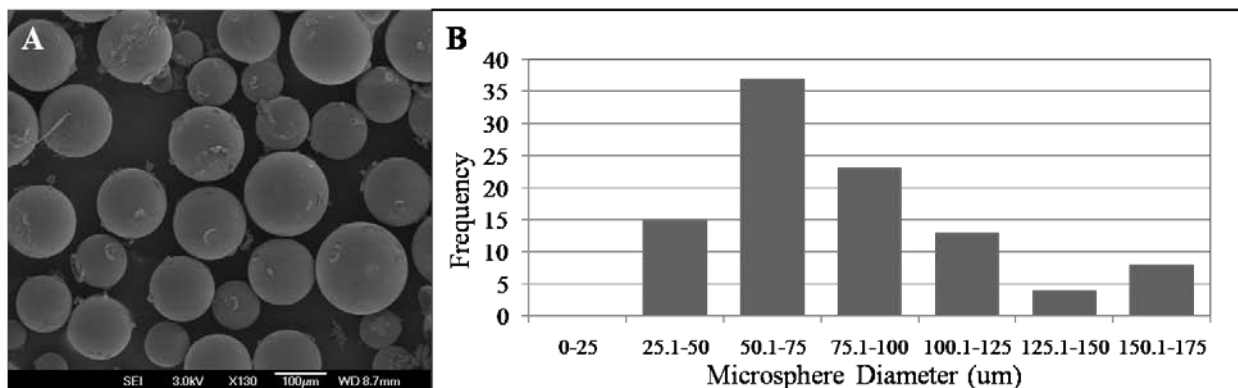 A
SEI 3.0kV X130 100μm WD 8.7mm
B
40
35
30
25
20
15
10
5
0
Frequency
0-25 25.1-50 50.1-75 75.1-100 100.1-125 125.1-150 150.1-175
Microsphere Diameter (um)